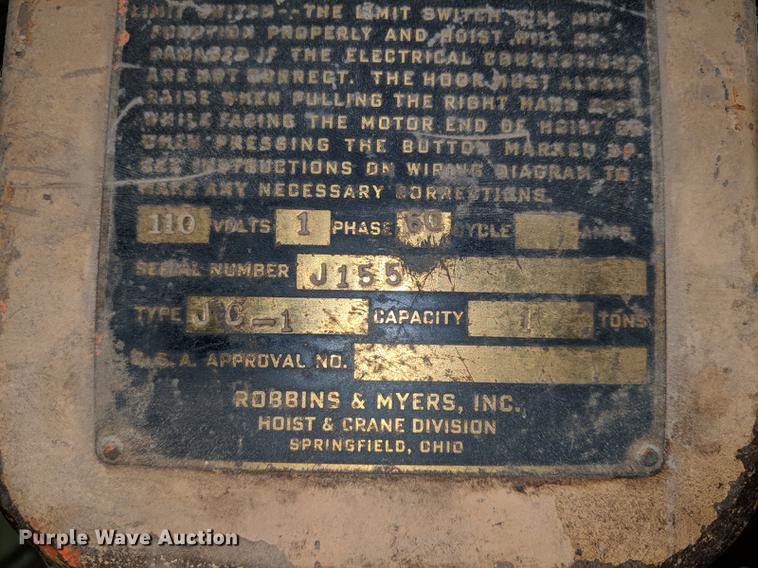 LIMIT SWITCH - THE LIMIT SWITCH WILL NOT
FUNCTION PROPERLY AND HOIST WILL BE
DAMAGED IF THE ELECTRICAL CONNECTIONS
ARE NOT CORRECT. THE HOOK MUST ALWAYS
RAISE WHEN PULLING THE RIGHT HAND
WHILE FACING THE MOTOR END OF HOIST OR
WHEN PRESSING THE BUTTON MARKED UP
SEE INSTRUCTIONS ON WIRING DIAGRAM TO
MAKE ANY NECESSARY CORRECTIONS.
110 VOLTS 1 PHASE 60 CYCLE AMPS.
SERIAL NUMBER J155
TYPE JC-1 CAPACITY 1 TONS
C.S.A. APPROVAL NO.
ROBBINS & MYERS, INC.
HOIST & CRANE DIVISION
SPRINGFIELD, OHIO
Purple Wave Auction